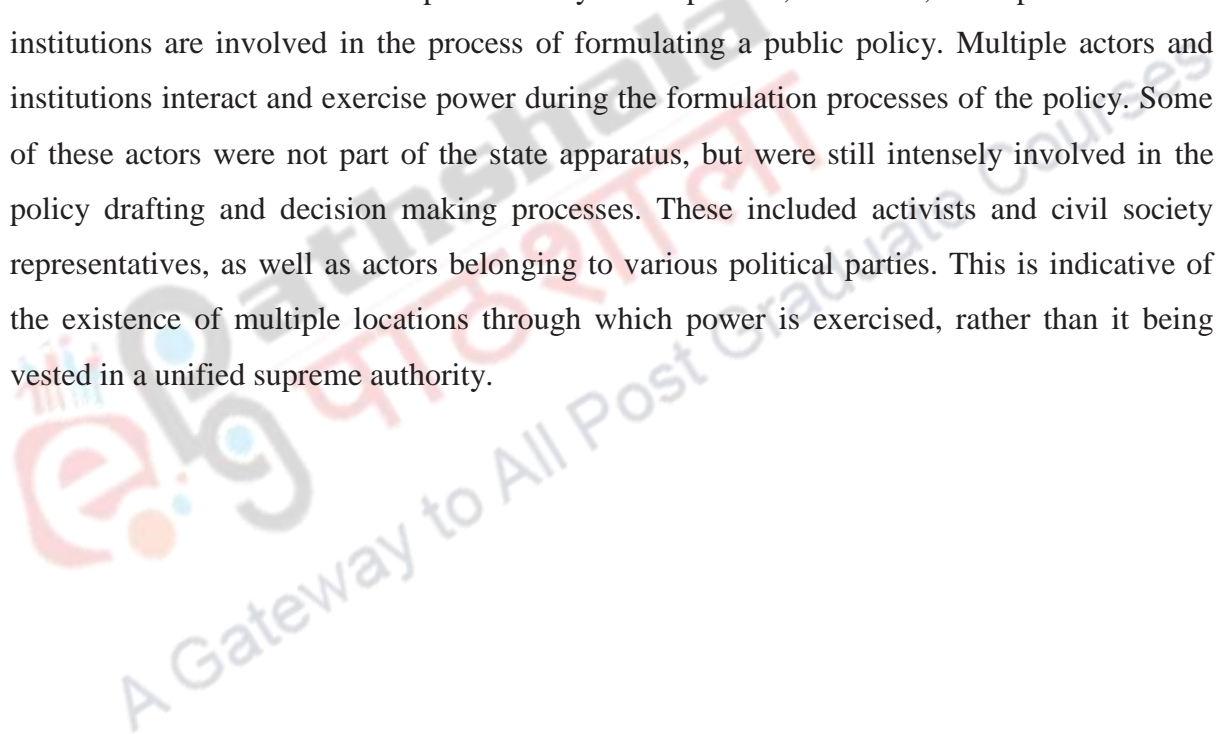 institutions are involved in the process of formulating a public policy. Multiple actors and
institutions interact and exercise power during the formulation processes of the policy. Some
of these actors were not part of the state apparatus, but were still intensely involved in the
policy drafting and decision making processes. These included activists and civil society
representatives, as well as actors belonging to various political parties. This is indicative of
the existence of multiple locations through which power is exercised, rather than it being
vested in a unified supreme authority.
Pathshala
पाठशाला
A Gateway to All Post Graduate Courses